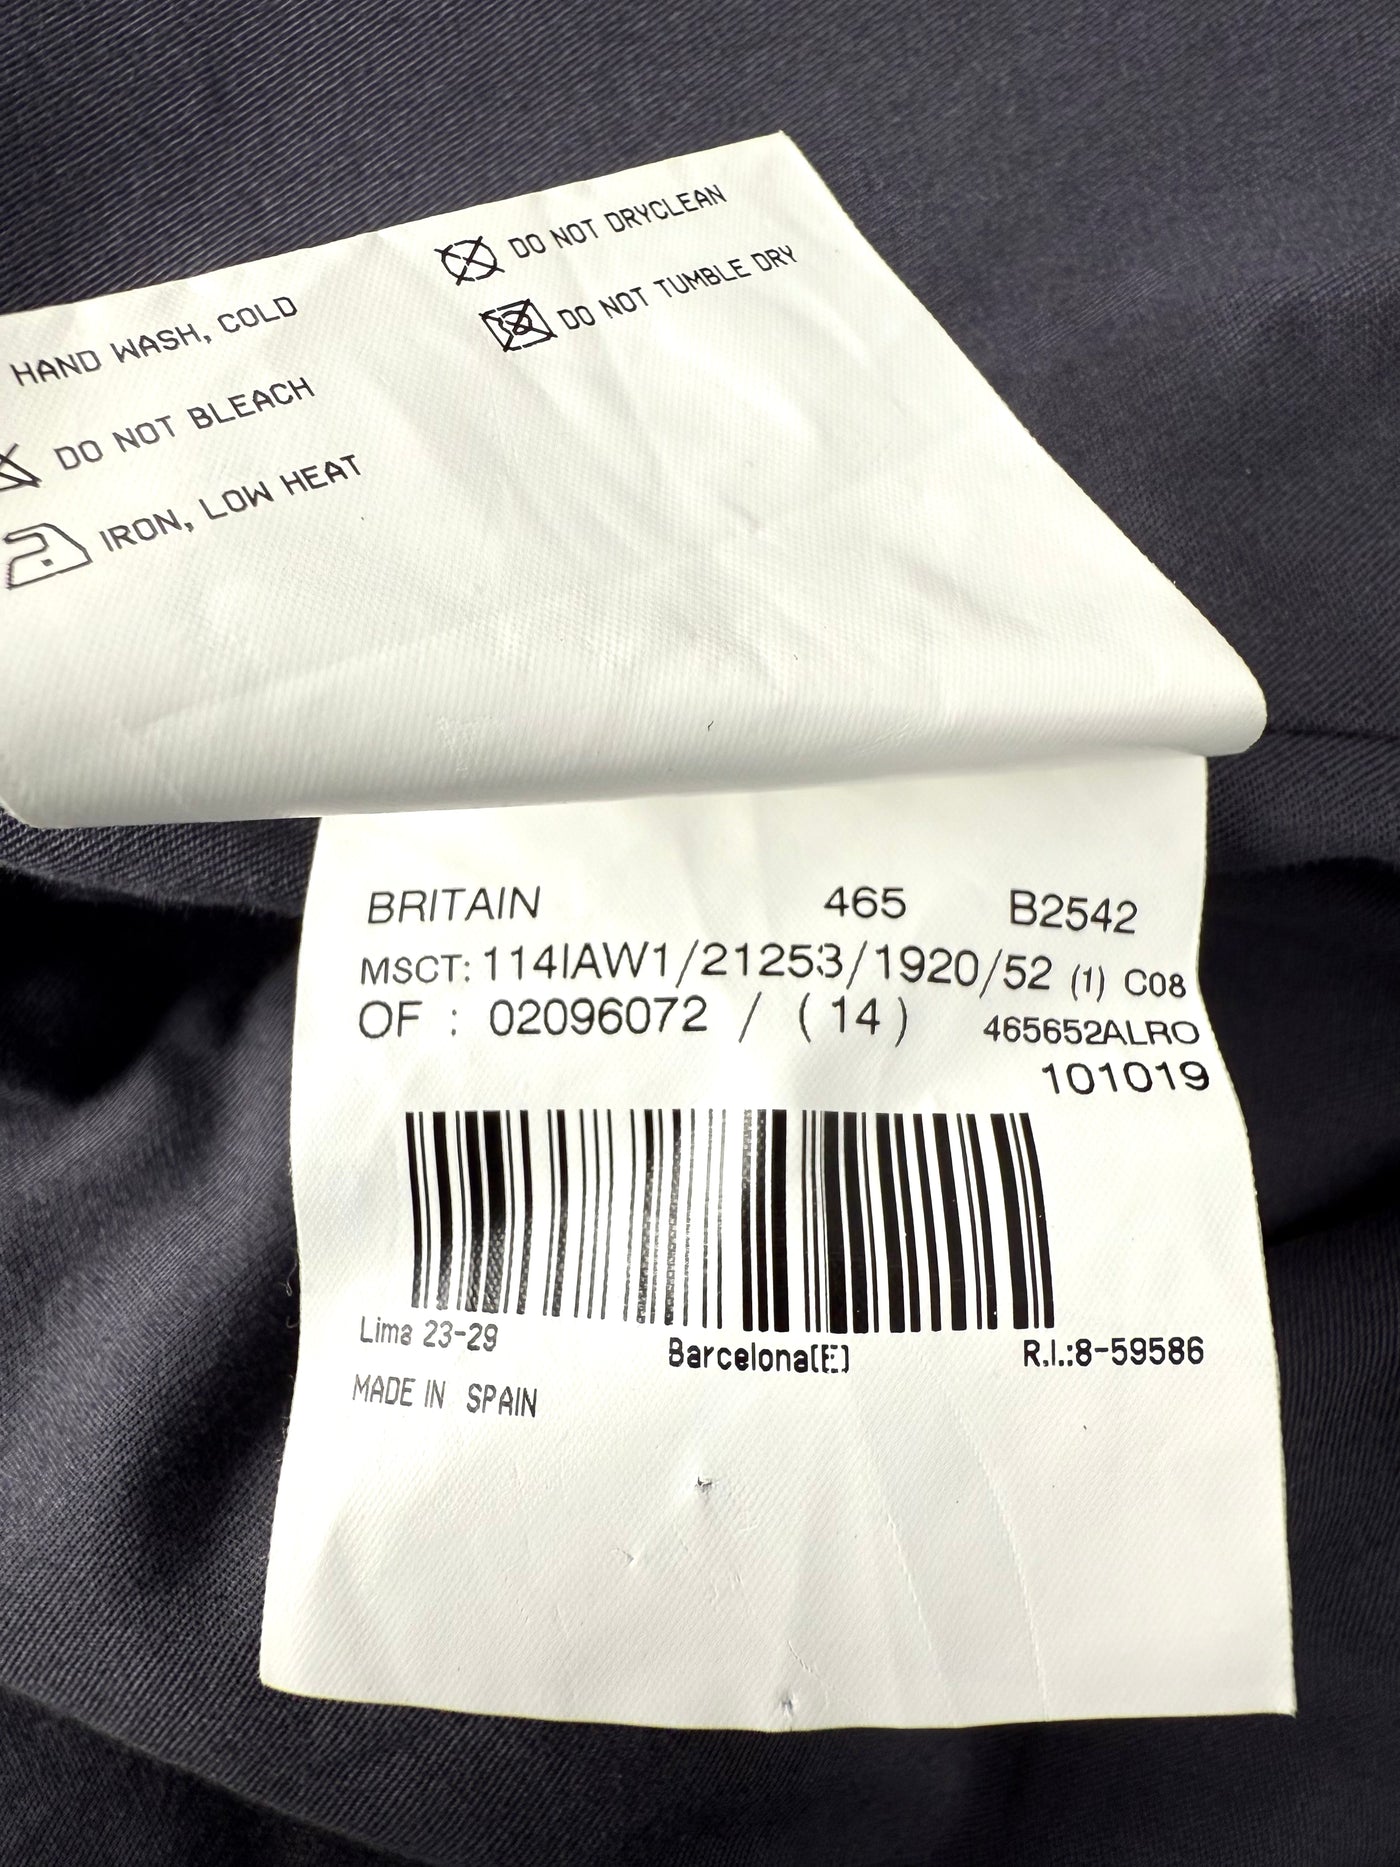 HAND WASH, COLD
DO NOT BLEACH
IRON, LOW HEAT
DO NOT DRYCLEAN
DO NOT TUMBLE DRY
BRITAIN 465 B2542
MSCT: 114IAW1/21253/1920/52 (1) C08
OF : 02096072 / ( 14 ) 465652ALRO
101019
Lima 23-29 Barcelona(E) R.I.:8-59586
MADE IN SPAIN